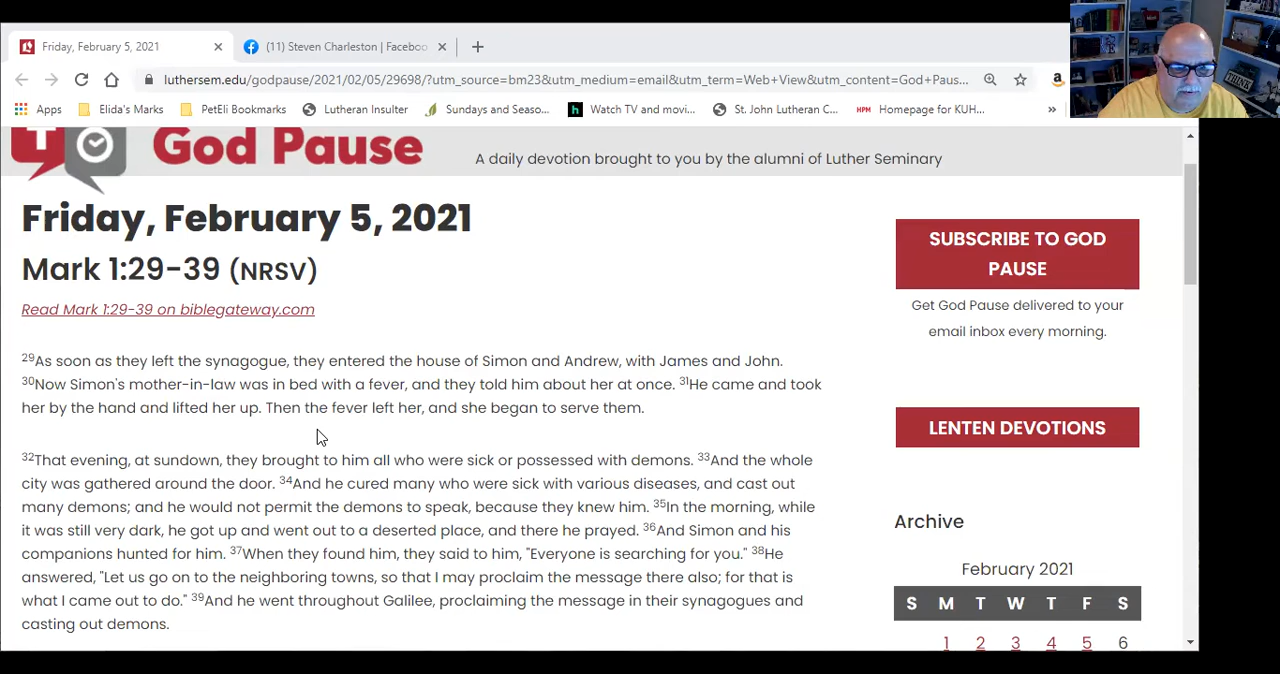 Friday, February 5, 2021
(11) Steven Charleston | Faceboo
luthersem.edu/godpause/2021/02/05/29698/?utm_source=bm23&utm_medium=email&utm_term=Web+View&utm_content=God+Paus...
Apps Elida's Marks PetEli Bookmarks Lutheran Insulter Sundays and Seaso... Watch TV and movi... St. John Lutheran C... HPM Homepage for KUH... »
God Pause
A daily devotion brought to you by the alumni of Luther Seminary
Friday, February 5, 2021
Mark 1:29-39 (NRSV)
Read Mark 1:29-39 on biblegateway.com
29As soon as they left the synagogue, they entered the house of Simon and Andrew, with James and John.
30Now Simon's mother-in-law was in bed with a fever, and they told him about her at once. 31He came and took
her by the hand and lifted her up. Then the fever left her, and she began to serve them.
32That evening, at sundown, they brought to him all who were sick or possessed with demons. 33And the whole
city was gathered around the door. 34And he cured many who were sick with various diseases, and cast out
many demons; and he would not permit the demons to speak, because they knew him. 35In the morning, while
it was still very dark, he got up and went out to a deserted place, and there he prayed. 36And Simon and his
companions hunted for him. 37When they found him, they said to him, "Everyone is searching for you." 38He
answered, "Let us go on to the neighboring towns, so that I may proclaim the message there also; for that is
what I came out to do." 39And he went throughout Galilee, proclaiming the message in their synagogues and
casting out demons.
SUBSCRIBE TO GOD
PAUSE
Get God Pause delivered to your
email inbox every morning.
LENTEN DEVOTIONS
Archive
February 2021
S M T W T F S
1 2 3 4 5 6
THINK